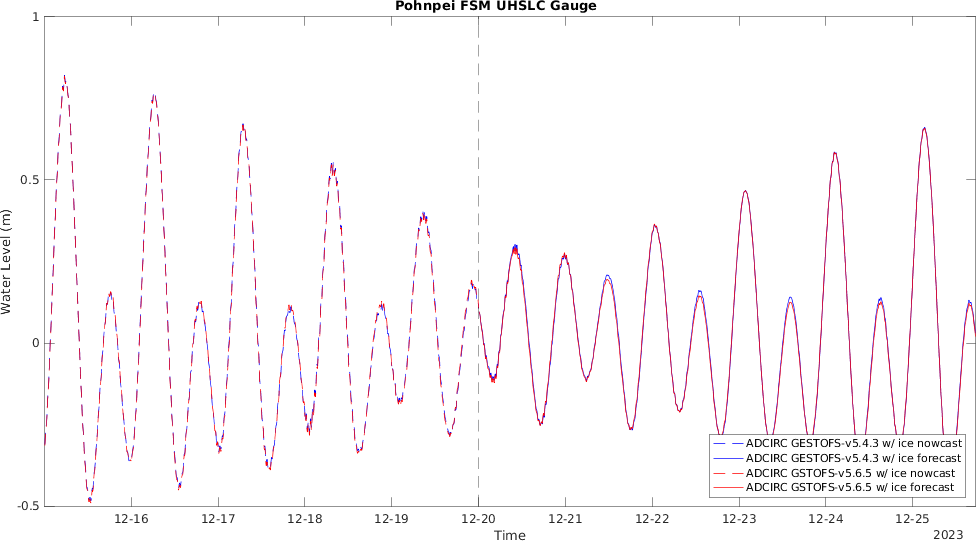 Pohnpei FSM UHSLC Gauge
1
0.5
0
-0.5
Water Level (m)
12-16 12-17 12-18 12-19 12-20 12-21 12-22 12-23 12-24 12-25
Time
2023
ADCIRC GESTOFS-v5.4.3 w/ ice nowcast
ADCIRC GESTOFS-v5.4.3 w/ ice forecast
ADCIRC GSTOFS-v5.6.5 w/ ice nowcast
ADCIRC GSTOFS-v5.6.5 w/ ice forecast